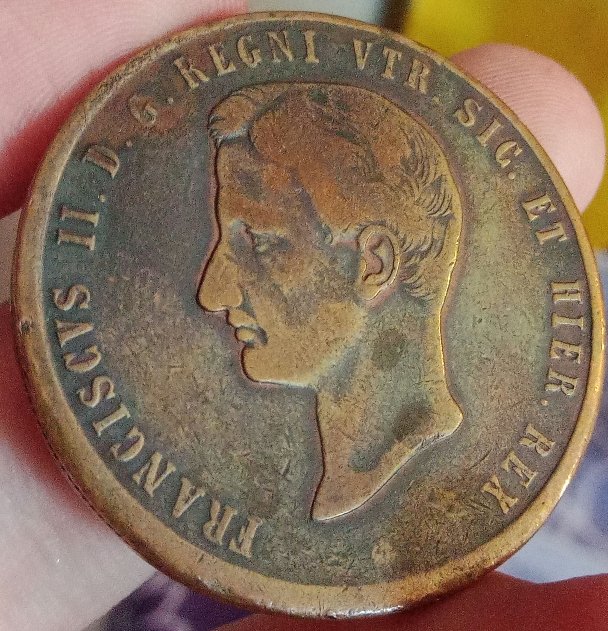 FRANCISCVS II. D. G. REGNI VTR. SIC. ET HIER. REX